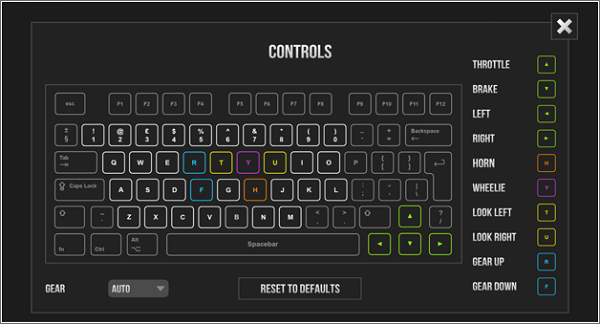 CONTROLS
esc F1 F2 F3 F4 F5 F6 F7 F8 F9 F10 F11 F12
± § ! 1 @ 2 £ 3 $ 4 % 5 ^ 6 & 7 * 8 ( 9 ) 0 _ - + = Backspace
Tab Q W E R T Y U I O P { [ } ]
Caps Lock A S D F G H J K L : ; " ' | \
~ Z X C V B N M < , > . ? /
fn Ctrl Alt Spacebar
THROTTLE
BRAKE
LEFT
RIGHT
HORN H
WHEELIE Y
LOOK LEFT T
LOOK RIGHT U
GEAR UP R
GEAR DOWN F
GEAR AUTO RESET TO DEFAULTS